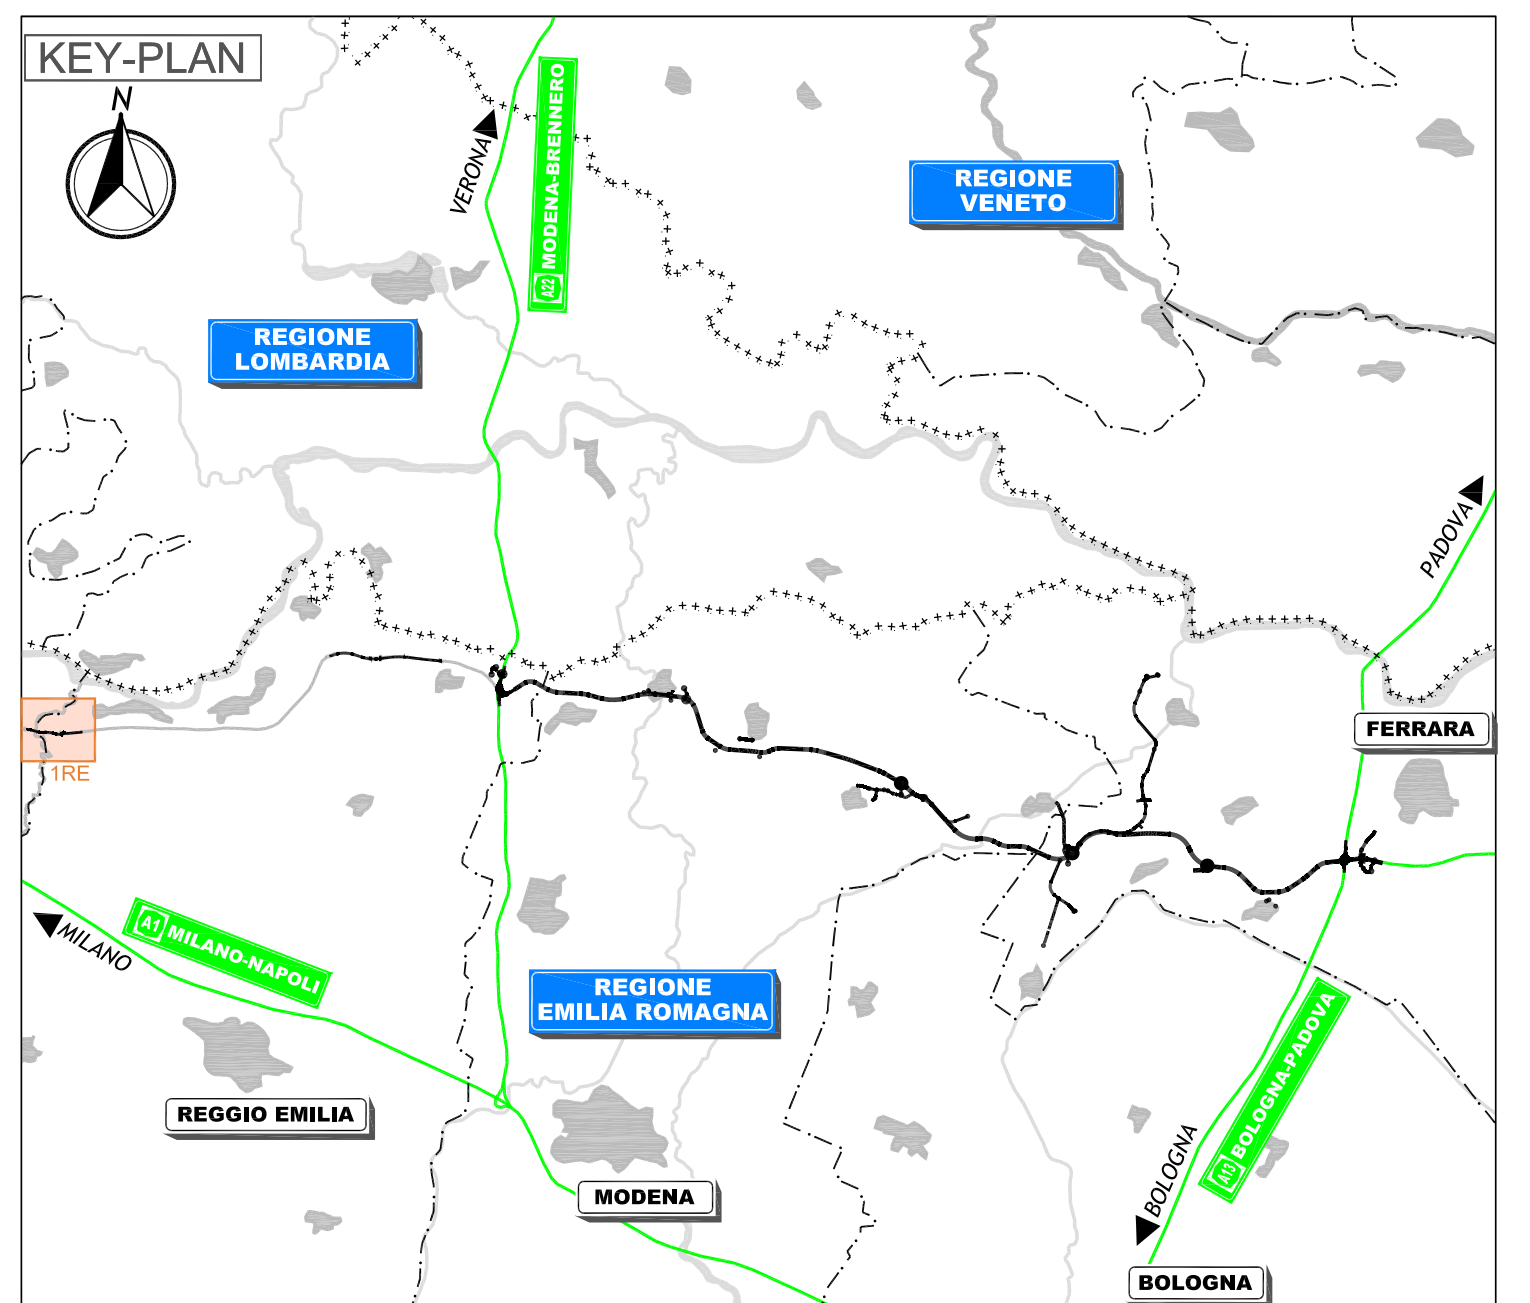 KEY-PLAN
N
VERONA
A22 MODENA-BRENNERO
REGIONE
VENETO
REGIONE
LOMBARDIA
PADOVA
FERRARA
1RE
MILANO
A1 MILANO-NAPOLI
REGIONE
EMILIA ROMAGNA
A13 BOLOGNA-PADOVA
REGGIO EMILIA
BOLOGNA
MODENA
BOLOGNA